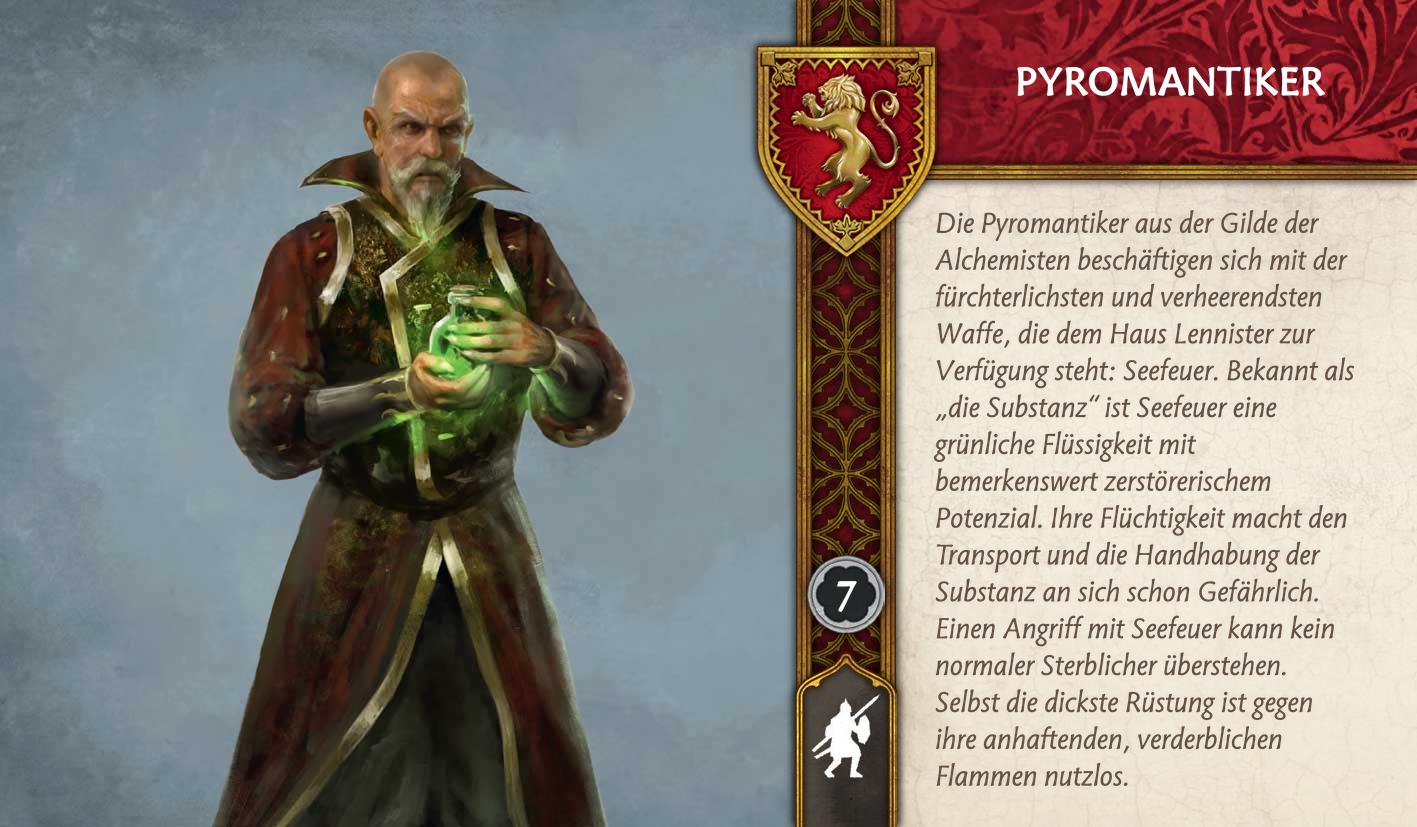 PYROMANTIKER
Die Pyromantiker aus der Gilde der
Alchemisten beschäftigen sich mit der
fürchterlichsten und verheerendsten
Waffe, die dem Haus Lennister zur
Verfügung steht: Seefeuer. Bekannt als
„die Substanz“ ist Seefeuer eine
grünliche Flüssigkeit mit
bemerkenswert zerstörerischem
Potenzial. Ihre Flüchtigkeit macht den
Transport und die Handhabung der
Substanz an sich schon Gefährlich.
Einen Angriff mit Seefeuer kann kein
normaler Sterblicher überstehen.
Selbst die dickste Rüstung ist gegen
ihre anhaftenden, verderblichen
Flammen nutzlos.
7